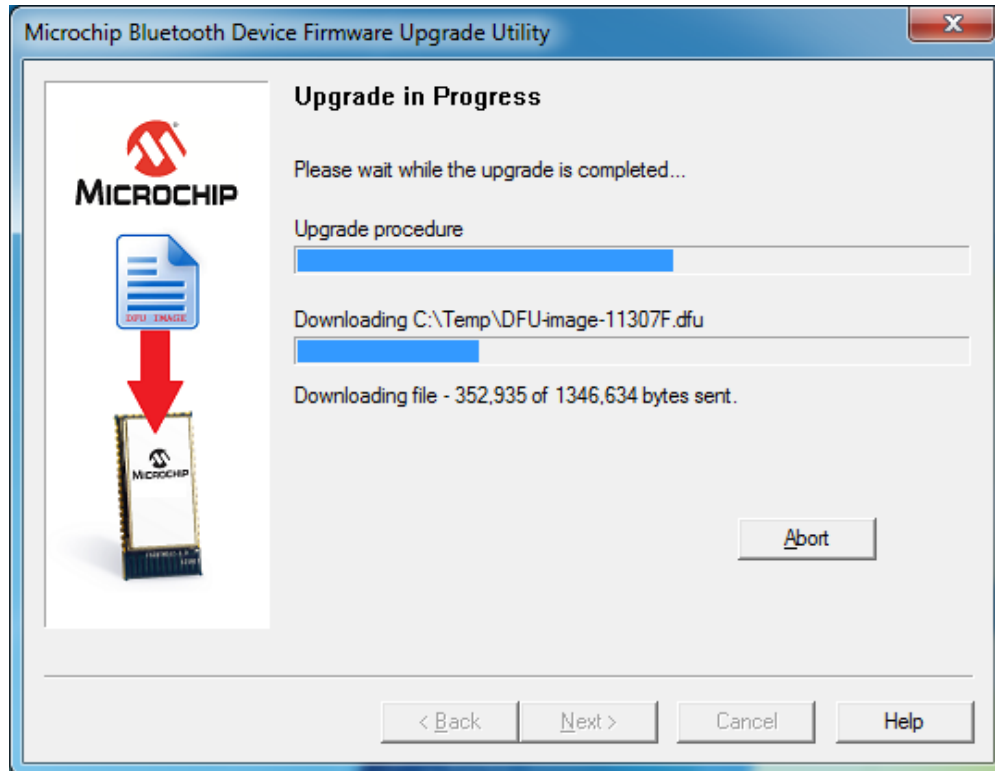 Microchip Bluetooth Device Firmware Upgrade Utility
Upgrade in Progress
Please wait while the upgrade is completed...
Upgrade procedure
Downloading C:\Temp\DFU-image-11307F.dfu
Downloading file - 352,935 of 1346,634 bytes sent.
MICROCHIP
DFU IMAGE
MICROCHIP
Abort
< Back
Next >
Cancel
Help